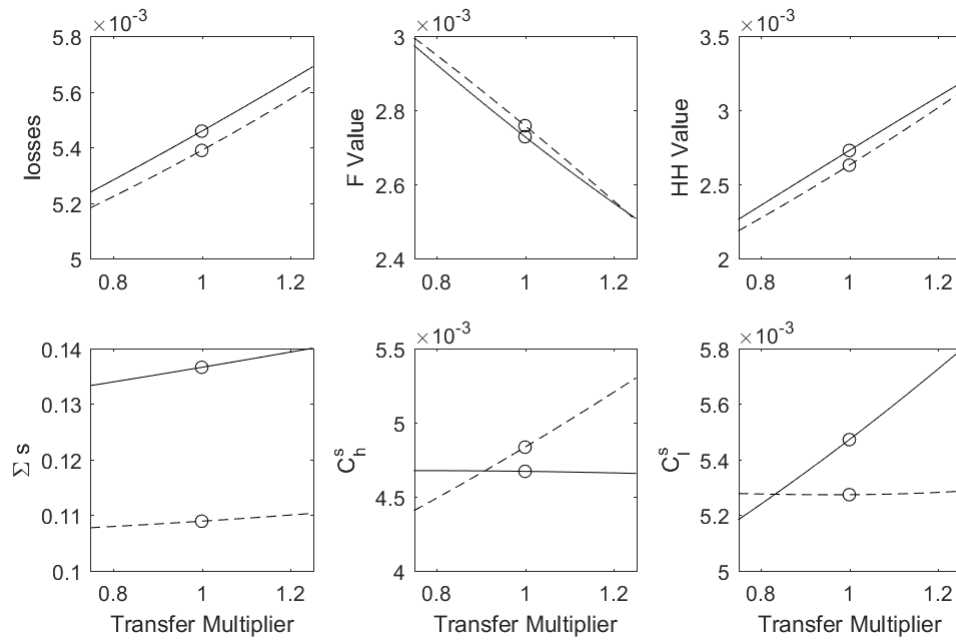 ×10⁻³
5.8
5.6
5.4
5.2
5
losses
0.8 1 1.2
×10⁻³
3
2.8
2.6
2.4
F Value
0.8 1 1.2
×10⁻³
3.5
3
2.5
2
HH Value
0.8 1 1.2
0.14
0.13
0.12
0.11
0.1
Σ s
0.8 1 1.2
Transfer Multiplier
×10⁻³
5.5
5
4.5
4
C_h^s
0.8 1 1.2
Transfer Multiplier
×10⁻³
5.8
5.6
5.4
5.2
5
C_l^s
0.8 1 1.2
Transfer Multiplier